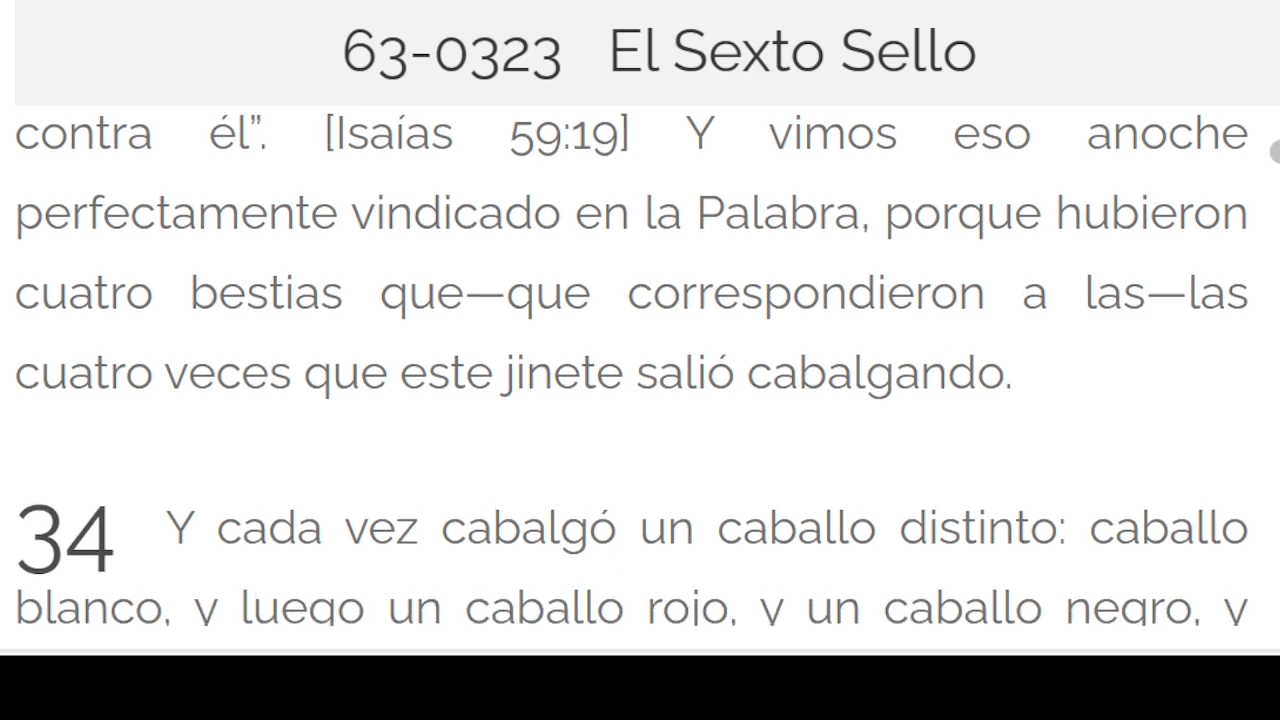 63-0323 El Sexto Sello
contra él”. [Isaías 59:19] Y vimos eso anoche
perfectamente vindicado en la Palabra, porque hubieron
cuatro bestias que—que correspondieron a las—las
cuatro veces que este jinete salió cabalgando.
34 Y cada vez cabalgó un caballo distinto: caballo
blanco, y luego un caballo rojo, y un caballo negro, y